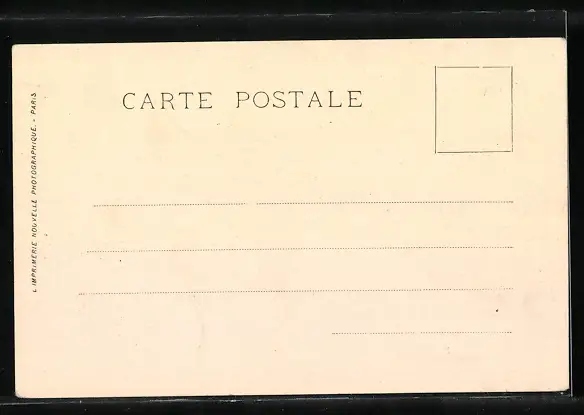 CARTE POSTALE
L'IMPRIMERIE NOUVELLE PHOTOGRAPHIQUE. - PARIS